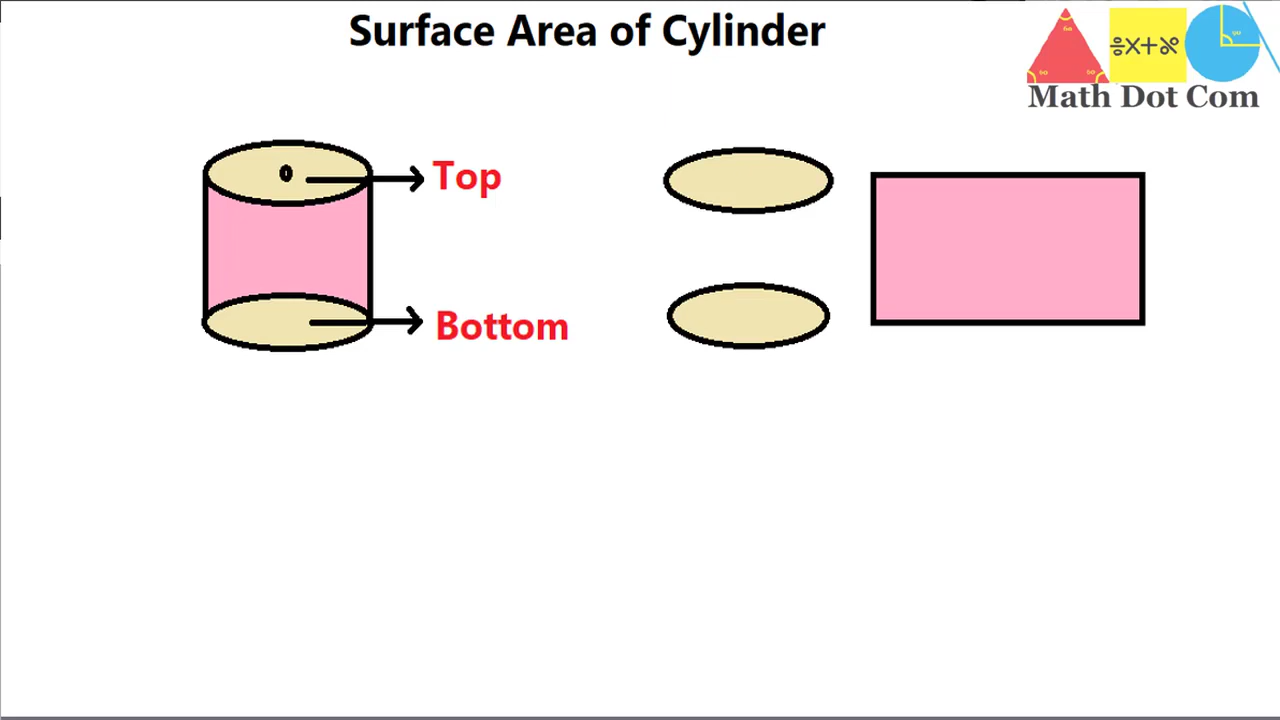 Surface Area of Cylinder
÷X+%
Math Dot Com
Top
Bottom